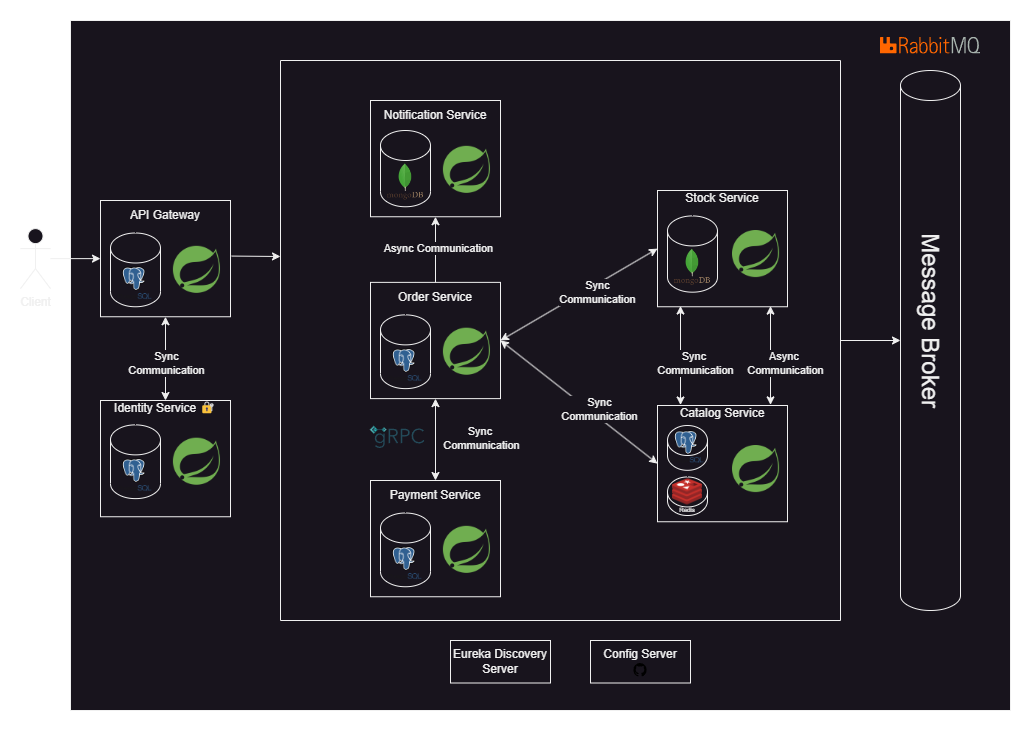 RabbitMQ
Notification Service
mongoDB
API Gateway
SQL
Client
Async Communication
Stock Service
mongoDB
Sync
Communication
Order Service
SQL
Message Broker
Sync
Communication
Sync
Communication
Async
Communication
Identity Service
SQL
Sync
Communication
gRPC
Sync
Communication
Catalog Service
SQL
Redis
Payment Service
SQL
Eureka Discovery
Server
Config Server